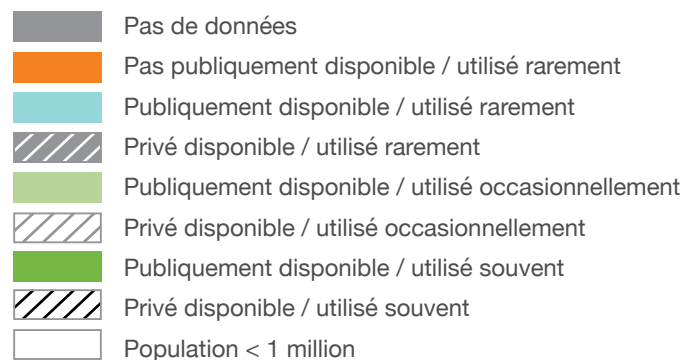 Pas de données
Pas publiquement disponible / utilisé rarement
Publiquement disponible / utilisé rarement
Privé disponible / utilisé rarement
Publiquement disponible / utilisé occasionnellement
Privé disponible / utilisé occasionnellement
Publiquement disponible / utilisé souvent
Privé disponible / utilisé souvent
Population < 1 million